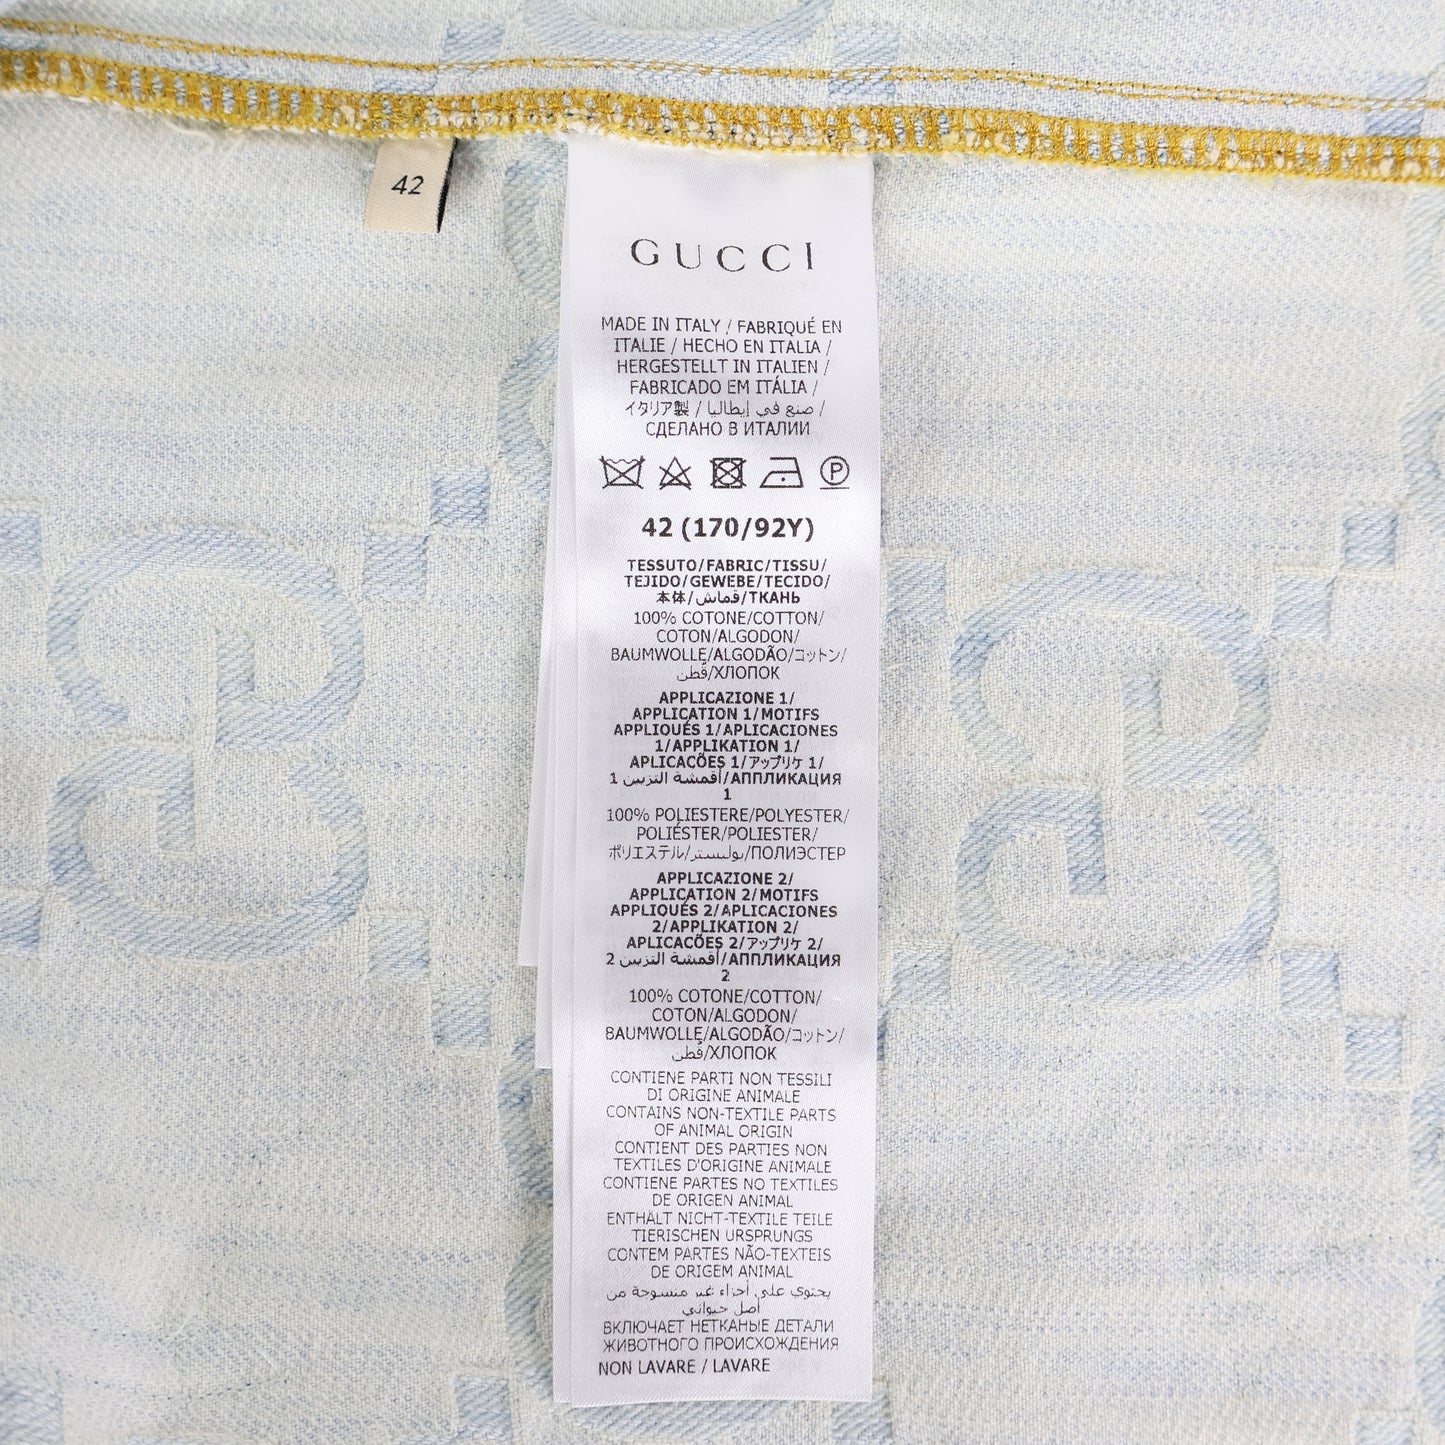 42
GUCCI
MADE IN ITALY / FABRIQUÉ EN
ITALIE / HECHO EN ITALIA /
HERGESTELLT IN ITALIEN /
FABRICADO EM ITÁLIA /
イタリア製 / صنع في إيطاليا /
СДЕЛАНО В ИТАЛИИ
P
42 (170/92Y)
TESSUTO/FABRIC/TISSU/
TEJIDO/GEWEBE/TECIDO/
本体/قماش/ТКАНЬ
100% COTONE/COTTON/
COTON/ALGODON/
BAUMWOLLE/ALGODÃO/コットン/
قطن/ХЛОПОК
APPLICAZIONE 1/
APPLICATION 1/MOTIFS
APPLIQUÉS 1/APLICACIONES
1/APPLIKATION 1/
APLICACÕES 1/アップリケ 1/
أقمشة التزيين 1/АППЛИКАЦИЯ
1
100% POLIESTERE/POLYESTER/
POLIÉSTER/POLIESTER/
ポリエステル/بوليستر/ПОЛИЭСТЕР
APPLICAZIONE 2/
APPLICATION 2/MOTIFS
APPLIQUÉS 2/APLICACIONES
2/APPLIKATION 2/
APLICACÕES 2/アップリケ 2/
أقمشة التزيين 2/АППЛИКАЦИЯ
2
100% COTONE/COTTON/
COTON/ALGODON/
BAUMWOLLE/ALGODÃO/コットン/
قطن/ХЛОПОК
CONTIENE PARTI NON TESSILI
DI ORIGINE ANIMALE
CONTAINS NON-TEXTILE PARTS
OF ANIMAL ORIGIN
CONTIENT DES PARTIES NON
TEXTILES D'ORIGINE ANIMALE
CONTIENE PARTES NO TEXTILES
DE ORIGEN ANIMAL
ENTHÄLT NICHT-TEXTILE TEILE
TIERISCHEN URSPRUNGS
CONTEM PARTES NÃO-TEXTEIS
DE ORIGEM ANIMAL
يحتوي على أجزاء غير منسوجة من
أصل حيواني
ВКЛЮЧАЕТ НЕТКАНЫЕ ДЕТАЛИ
ЖИВОТНОГО ПРОИСХОЖДЕНИЯ
NON LAVARE / LAVARE